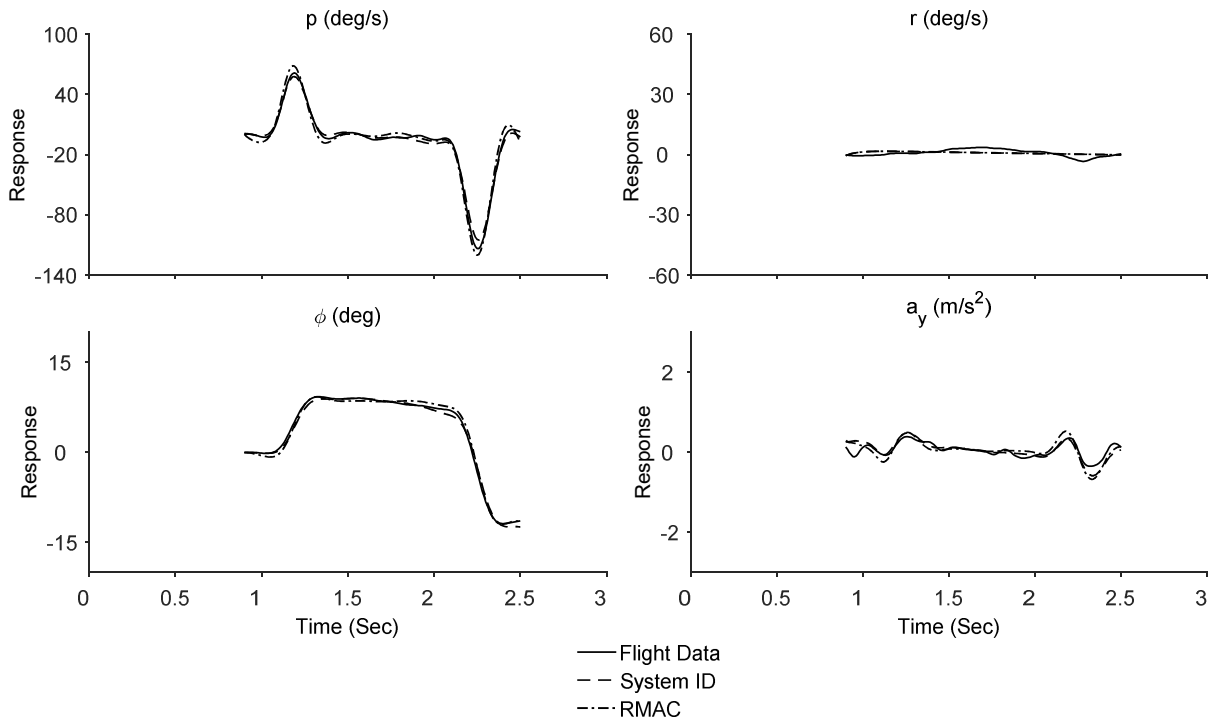 p (deg/s)
100
40
-20
-80
-140
Response
r (deg/s)
60
30
0
-30
-60
Response
ϕ (deg)
15
0
-15
Response
0 0.5 1 1.5 2 2.5 3
Time (Sec)
a_y (m/s²)
2
0
-2
Response
0 0.5 1 1.5 2 2.5 3
Time (Sec)
Flight Data
System ID
RMAC